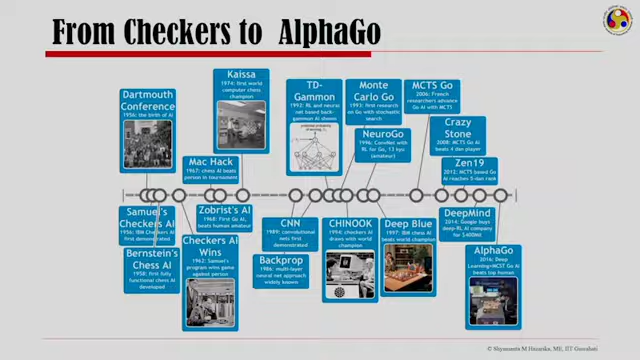 From Checkers to AlphaGo
Dartmouth
Conference
1956: the birth of AI
Kaissa
1974: first world
computer chess
champion
Mac Hack
1967: chess AI beats
person in tournament
TD-
Gammon
1992: RL and neural
net based back-
gammon AI shown
Monte
Carlo Go
1993: first research
on Go with stochastic
search
NeuroGo
1996: ConvNet with
RL for Go, 13 kyu
(amateur)
MCTS Go
2006: French
researchers advance
Go AI with MCTS
Crazy
Stone
2008: MCTS Go AI
beats 4 dan player
Zen19
2012: MCTS based Go
AI reaches 5-dan rank
Samuel's
Checkers AI
1956: IBM Checkers AI
first demonstrated
Bernstein's
Chess AI
1958: first fully
functional chess AI
developed
Zobrist's AI
1968: First Go AI,
beats human amateur
Checkers AI
Wins
1962: Samuel's
program wins game
against person
CNN
1989: convolutional
nets first demonstrated
Backprop
1986: multi-layer
neural net approach
widely known
CHINOOK
1994: checkers AI
draws with world
champion
Deep Blue
1997: IBM chess AI
beats world champion
DeepMind
2014: Google buys
deep-RL AI company
for $400Mil
AlphaGo
2016: Deep
Learning+MCST Go AI
beats top human
© Shyamanta M Hazarika, ME, IIT Guwahati